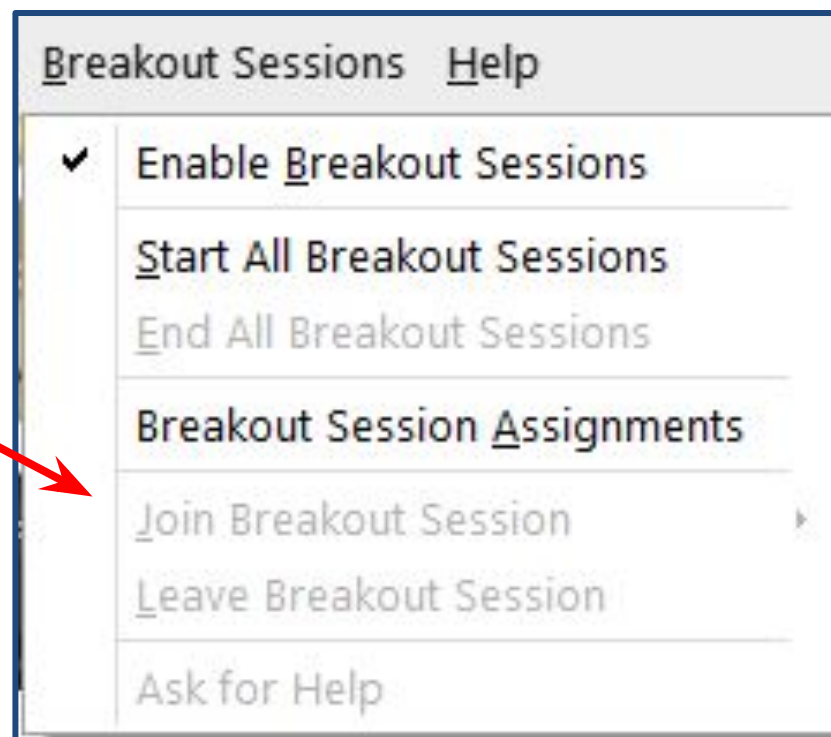 Breakout Sessions Help
Enable Breakout Sessions
Start All Breakout Sessions
End All Breakout Sessions
Breakout Session Assignments
Join Breakout Session
Leave Breakout Session
Ask for Help